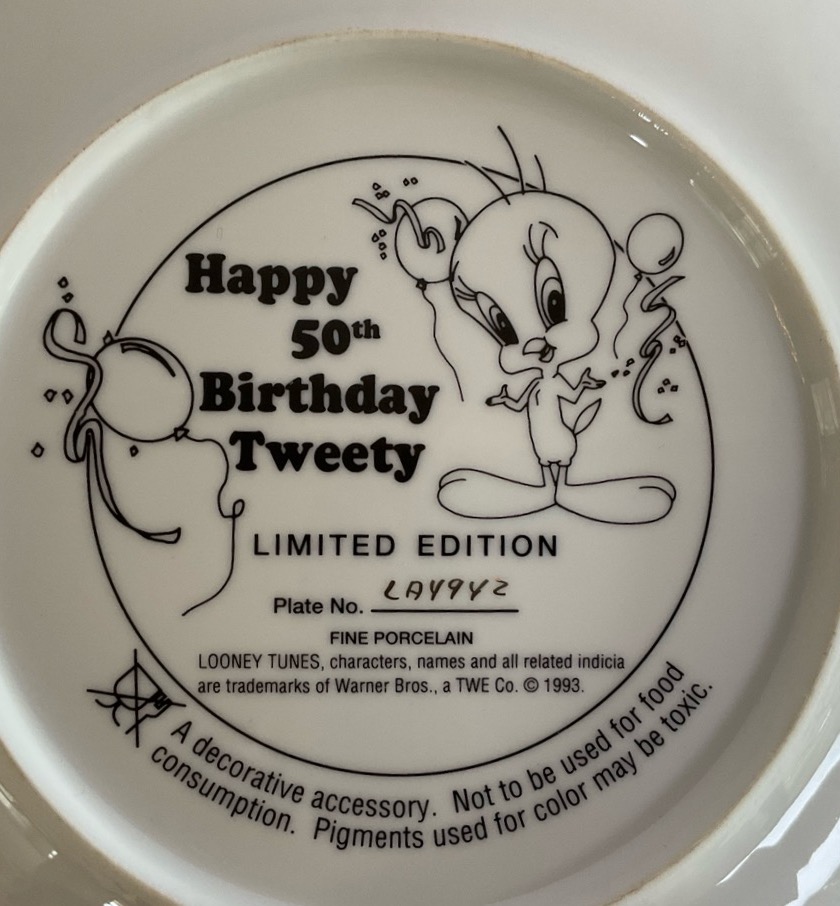 Happy
50th
Birthday
Tweety
LIMITED EDITION
Plate No. LA4942
FINE PORCELAIN
LOONEY TUNES, characters, names and all related indicia
are trademarks of Warner Bros., a TWE Co. © 1993.
A decorative accessory. Not to be used for food
consumption. Pigments used for color may be toxic.